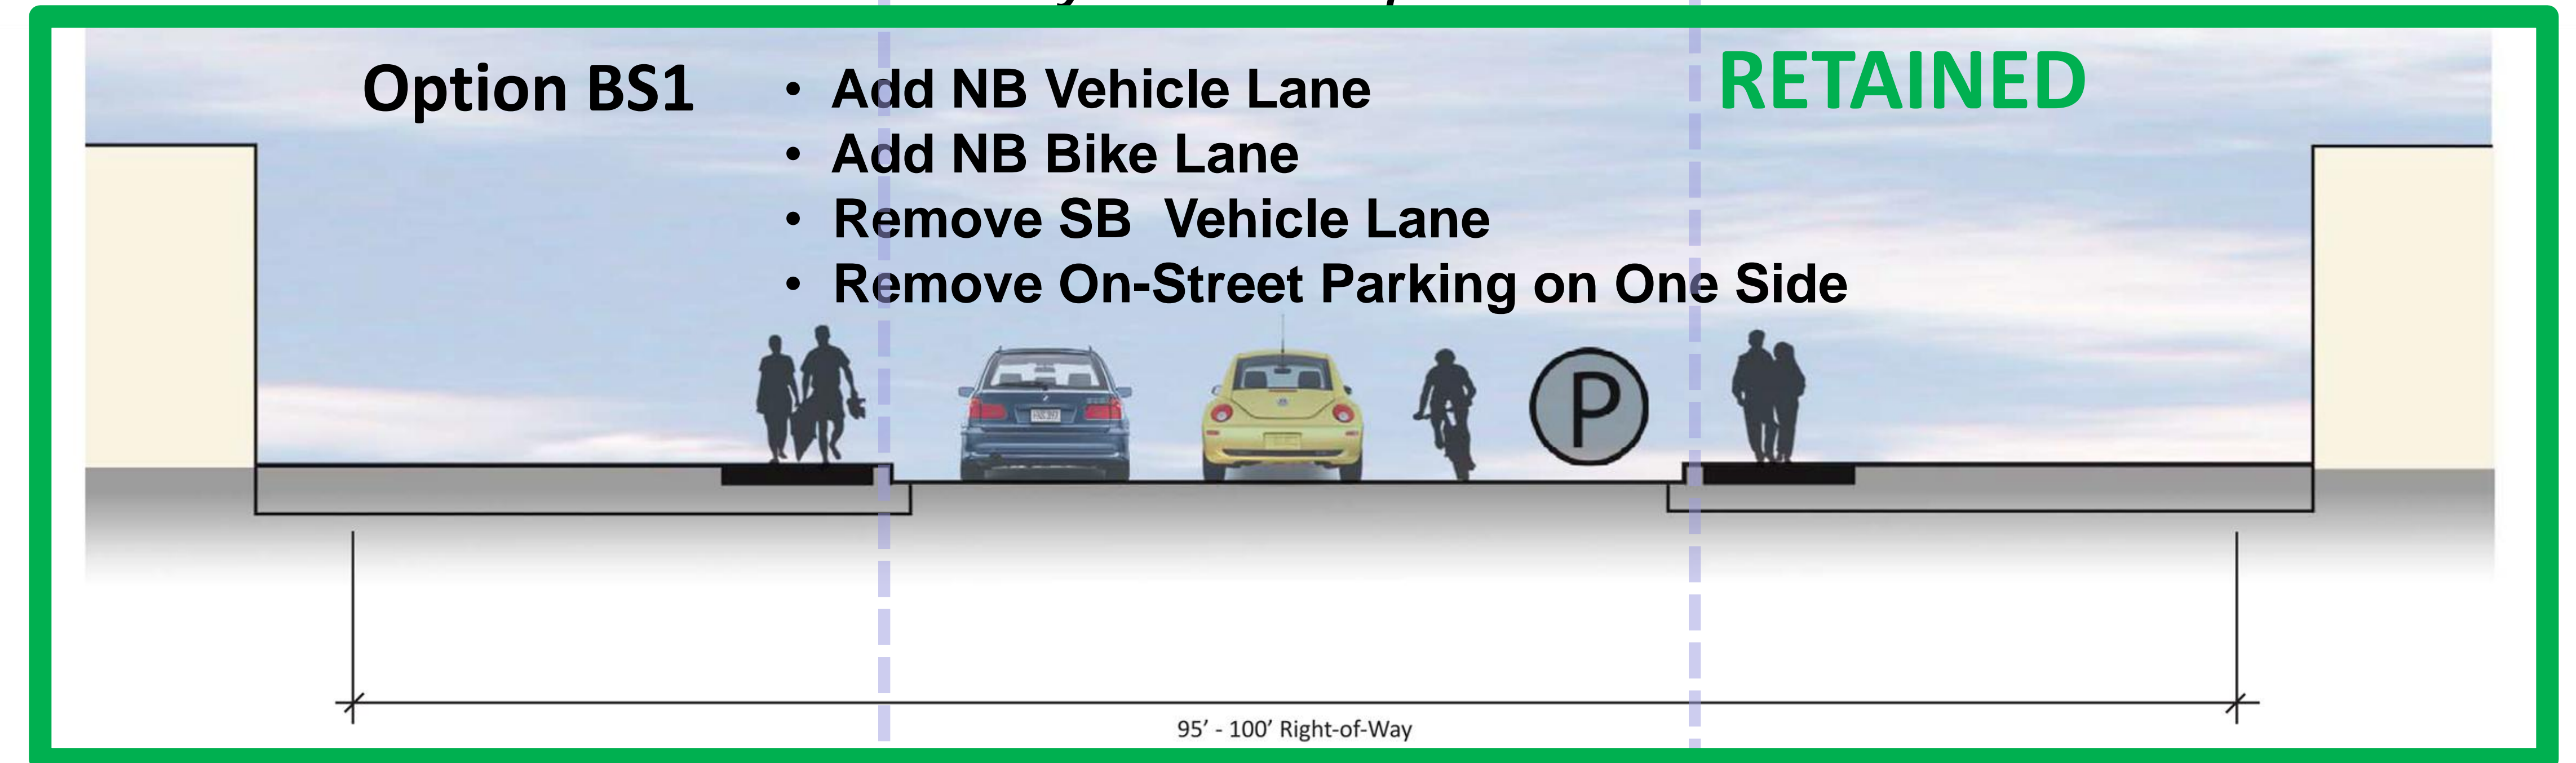 Option BS1
RETAINED
• Add NB Vehicle Lane
• Add NB Bike Lane
• Remove SB  Vehicle Lane
• Remove On-Street Parking on One Side
P
95' - 100' Right-of-Way